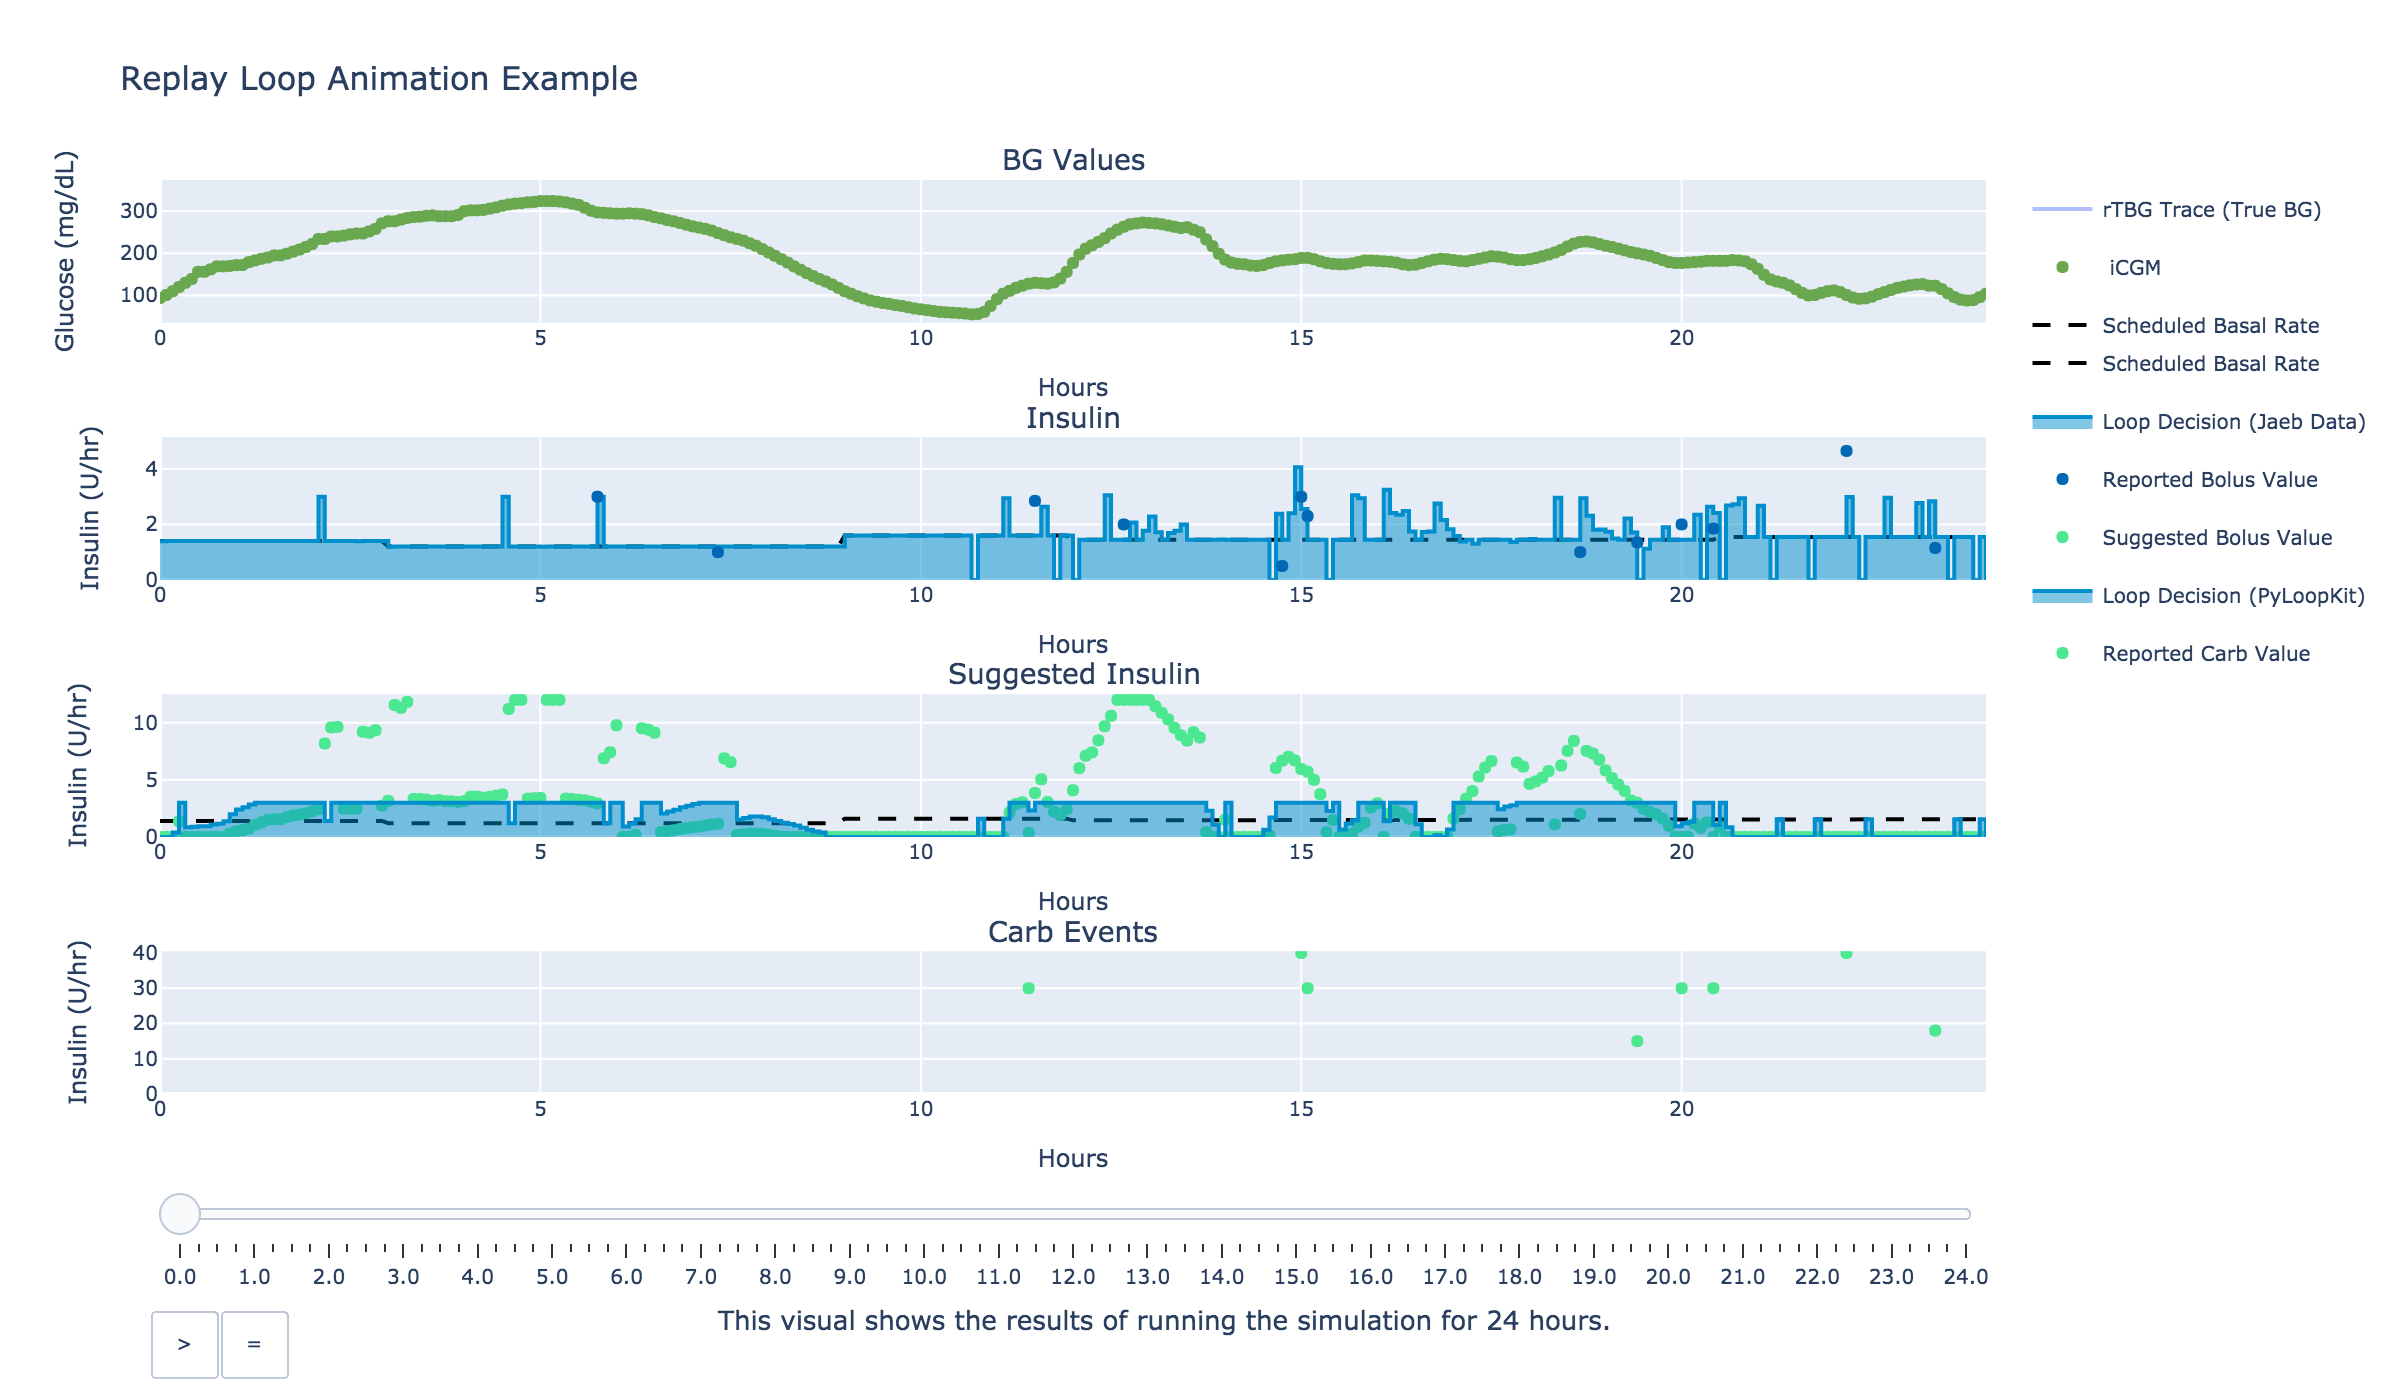 Replay Loop Animation Example
BG Values
Glucose (mg/dL)
300
200
100
0 5 10 15 20
Hours
rTBG Trace (True BG)
iCGM
Scheduled Basal Rate
Scheduled Basal Rate
Loop Decision (Jaeb Data)
Reported Bolus Value
Suggested Bolus Value
Loop Decision (PyLoopKit)
Reported Carb Value
Insulin
Insulin (U/hr)
4
2
0
0 5 10 15 20
Hours
Suggested Insulin
Insulin (U/hr)
10
5
0
0 5 10 15 20
Hours
Carb Events
Insulin (U/hr)
40
30
20
10
0
0 5 10 15 20
Hours
0.0 1.0 2.0 3.0 4.0 5.0 6.0 7.0 8.0 9.0 10.0 11.0 12.0 13.0 14.0 15.0 16.0 17.0 18.0 19.0 20.0 21.0 22.0 23.0 24.0
This visual shows the results of running the simulation for 24 hours.
> =